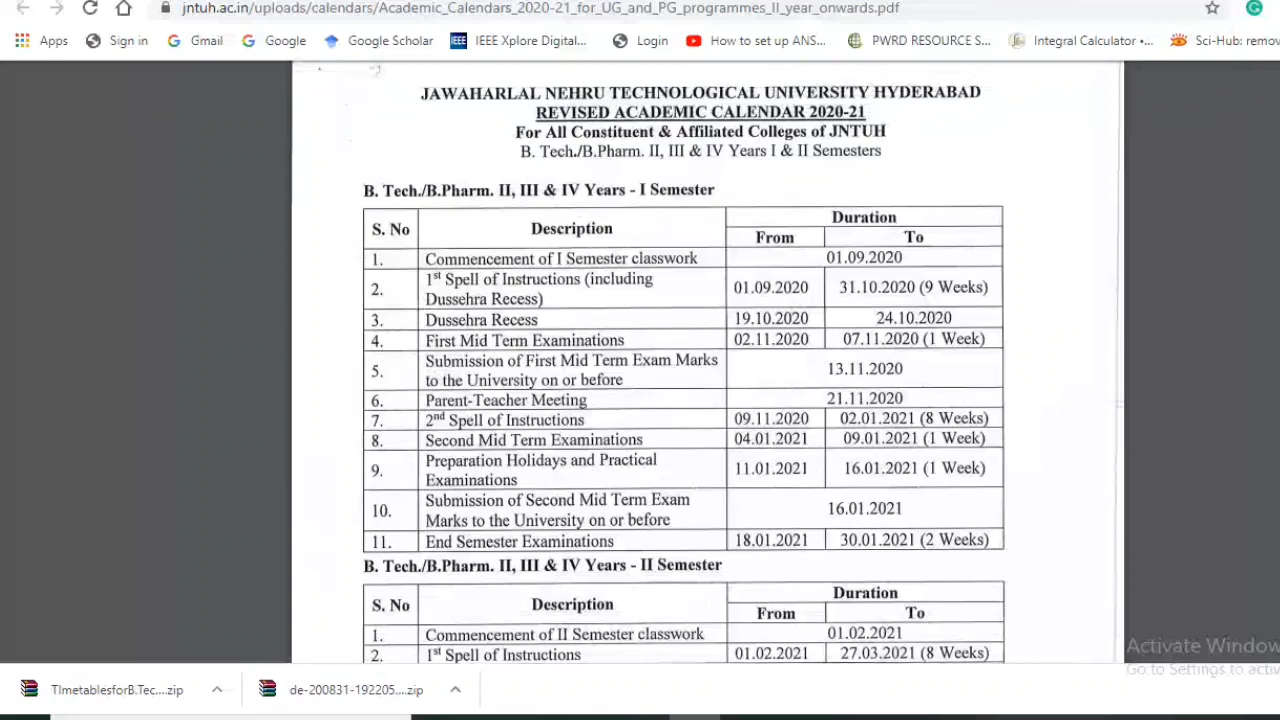 jntuh.ac.in/uploads/calendars/Academic_Calendars_2020-21_for_UG_and_PG_programmes_II_year_onwards.pdf
Apps Sign in Gmail Google Google Scholar IEEE IEEE Xplore Digital... Login How to set up ANS... PWRD RESOURCE S... Integral Calculator •... Sci-Hub: remov
JAWAHARLAL NEHRU TECHNOLOGICAL UNIVERSITY HYDERABAD
REVISED ACADEMIC CALENDAR 2020-21
For All Constituent & Affiliated Colleges of JNTUH
B. Tech./B.Pharm. II, III & IV Years I & II Semesters
B. Tech./B.Pharm. II, III & IV Years - I Semester
S. No Description Duration
From To
1. Commencement of I Semester classwork 01.09.2020
2. 1st Spell of Instructions (including 01.09.2020 31.10.2020 (9 Weeks)
Dussehra Recess)
3. Dussehra Recess 19.10.2020 24.10.2020
4. First Mid Term Examinations 02.11.2020 07.11.2020 (1 Week)
5. Submission of First Mid Term Exam Marks 13.11.2020
to the University on or before
6. Parent-Teacher Meeting 21.11.2020
7. 2nd Spell of Instructions 09.11.2020 02.01.2021 (8 Weeks)
8. Second Mid Term Examinations 04.01.2021 09.01.2021 (1 Week)
9. Preparation Holidays and Practical 11.01.2021 16.01.2021 (1 Week)
Examinations
10. Submission of Second Mid Term Exam 16.01.2021
Marks to the University on or before
11. End Semester Examinations 18.01.2021 30.01.2021 (2 Weeks)
B. Tech./B.Pharm. II, III & IV Years - II Semester
S. No Description Duration
From To
1. Commencement of II Semester classwork 01.02.2021
2. 1st Spell of Instructions 01.02.2021 27.03.2021 (8 Weeks)
Activate Window
Go to Settings to activ
TImetablesforB.Tec....zip de-200831-192205....zip